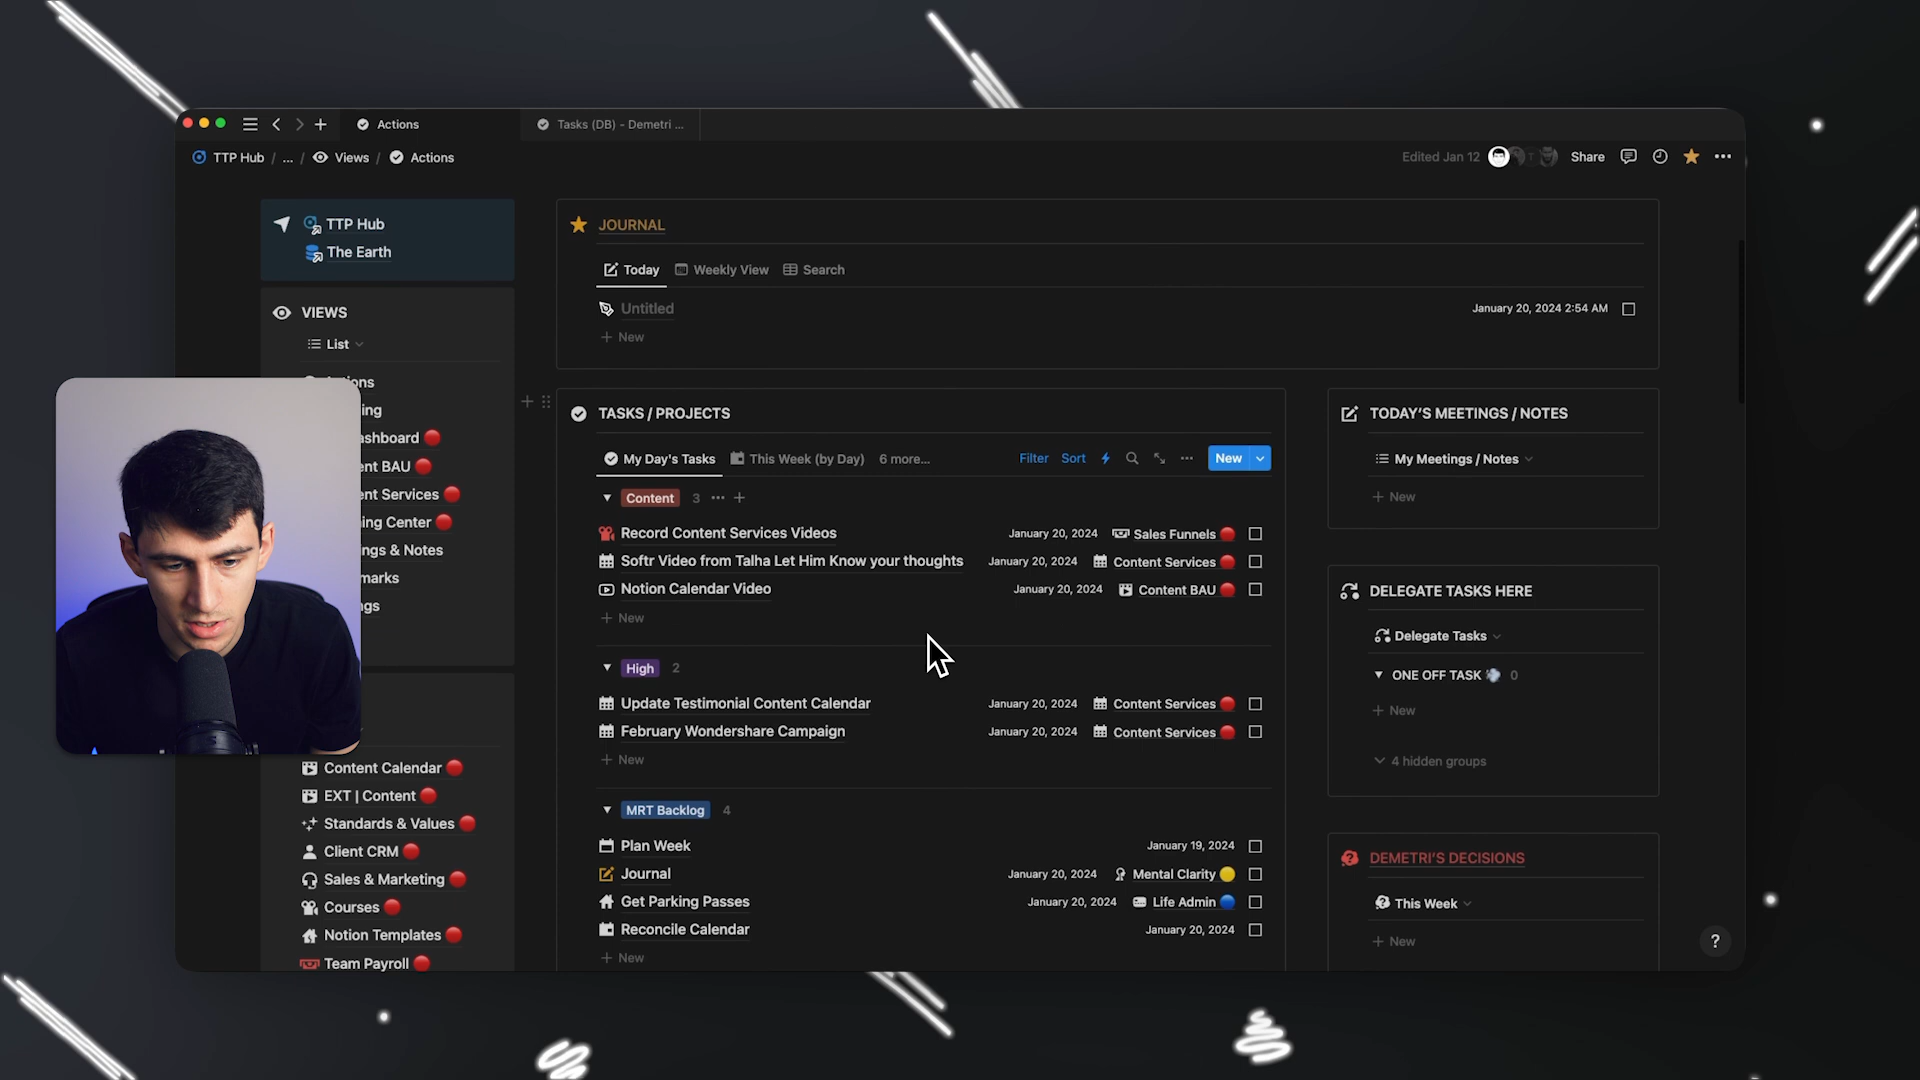 Actions
Tasks (DB) - Demetri ...
TTP Hub / ... / Views / Actions
Edited Jan 12
Share
TTP Hub
The Earth
VIEWS
List
ashboard
ent BAU
ent Services
ing Center
ings & Notes
Content Calendar
EXT | Content
Standards & Values
Client CRM
Sales & Marketing
Courses
Notion Templates
Team Payroll
JOURNAL
Today Weekly View Search
Untitled January 20, 2024 2:54 AM
+ New
TASKS / PROJECTS
My Day's Tasks This Week (by Day) 6 more... Filter Sort New
Content 3
Record Content Services Videos January 20, 2024 Sales Funnels
Softr Video from Talha Let Him Know your thoughts January 20, 2024 Content Services
Notion Calendar Video January 20, 2024 Content BAU
+ New
High 2
Update Testimonial Content Calendar January 20, 2024 Content Services
February Wondershare Campaign January 20, 2024 Content Services
+ New
MRT Backlog 4
Plan Week January 19, 2024
Journal January 20, 2024 Mental Clarity
Get Parking Passes January 20, 2024 Life Admin
Reconcile Calendar January 20, 2024
+ New
TODAY'S MEETINGS / NOTES
My Meetings / Notes
+ New
DELEGATE TASKS HERE
Delegate Tasks
ONE OFF TASK 💨 0
+ New
4 hidden groups
DEMETRI'S DECISIONS
This Week
+ New
?